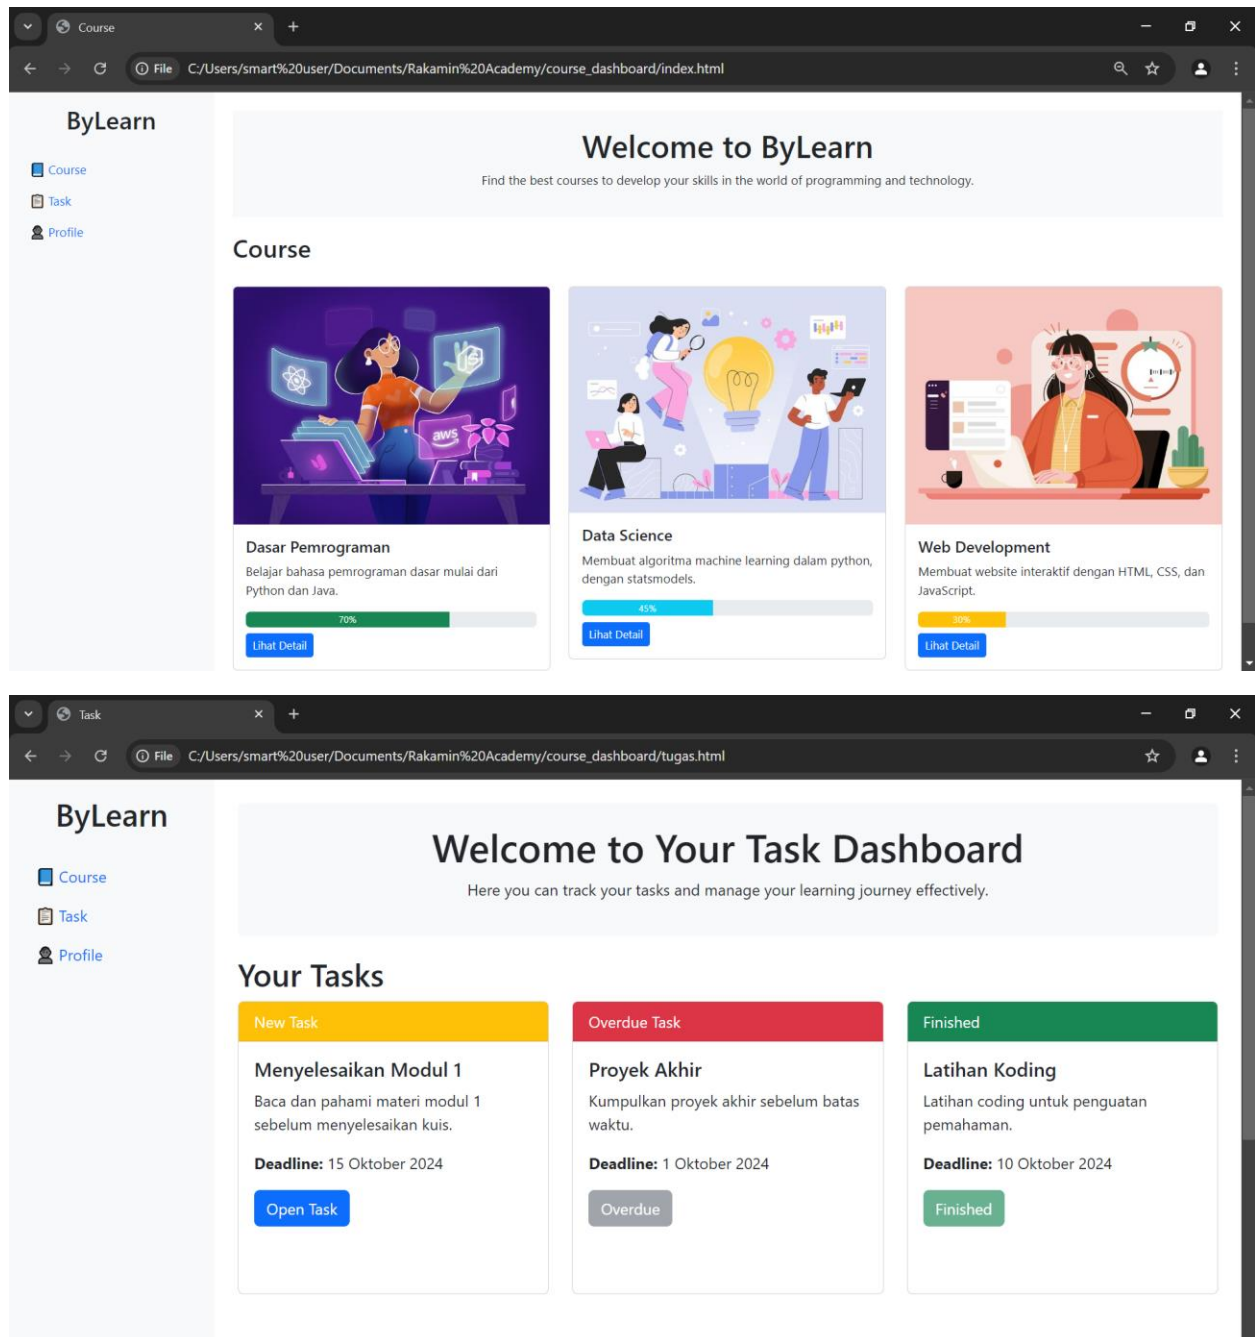 Course
File C:/Users/smart%20user/Documents/Rakamin%20Academy/course_dashboard/index.html
ByLearn
Course
Task
Profile
Welcome to ByLearn
Find the best courses to develop your skills in the world of programming and technology.
Course
JS
aws
Dasar Pemrograman
Belajar bahasa pemrograman dasar mulai dari
Python dan Java.
70%
Lihat Detail
Data Science
Membuat algoritma machine learning dalam python,
dengan statsmodels.
45%
Lihat Detail
Web Development
Membuat website interaktif dengan HTML, CSS, dan
JavaScript.
30%
Lihat Detail
Task
File C:/Users/smart%20user/Documents/Rakamin%20Academy/course_dashboard/tugas.html
ByLearn
Course
Task
Profile
Welcome to Your Task Dashboard
Here you can track your tasks and manage your learning journey effectively.
Your Tasks
New Task
Menyelesaikan Modul 1
Baca dan pahami materi modul 1
sebelum menyelesaikan kuis.
Deadline: 15 Oktober 2024
Open Task
Overdue Task
Proyek Akhir
Kumpulkan proyek akhir sebelum batas
waktu.
Deadline: 1 Oktober 2024
Overdue
Finished
Latihan Koding
Latihan coding untuk penguatan
pemahaman.
Deadline: 10 Oktober 2024
Finished